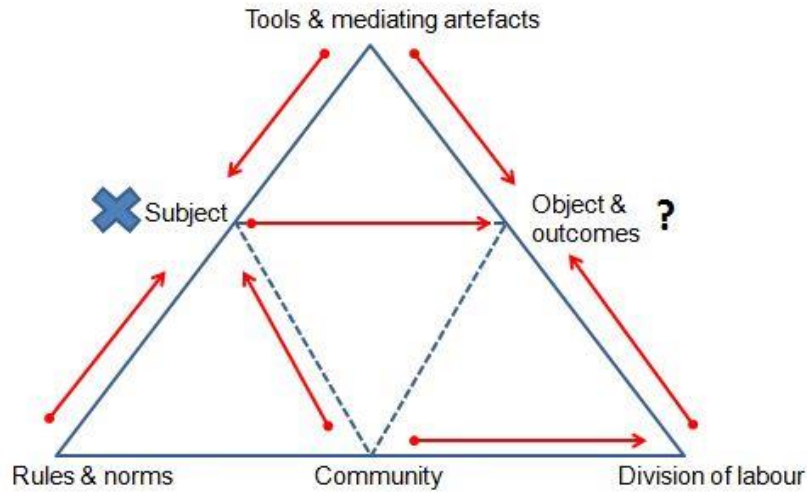 Tools & mediating artefacts
Subject
Object &
outcomes
?
Rules & norms
Community
Division of labour